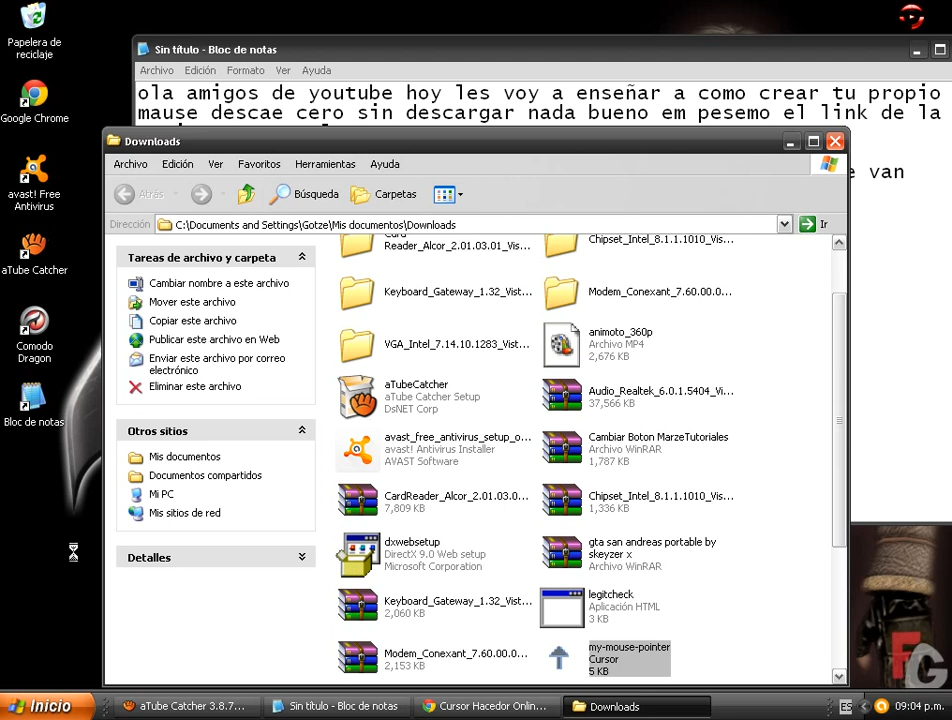 Papelera de
reciclaje
Google Chrome
avast! Free
Antivirus
aTube Catcher
Comodo
Dragon
Bloc de notas
Sin título - Bloc de notas
Archivo Edición Formato Ver Ayuda
ola amigos de youtube hoy les voy a enseñar a como crear tu propio
mause descae cero sin descargar nada bueno em pesemo el link de la
van
Downloads
Archivo Edición Ver Favoritos Herramientas Ayuda
Atrás Búsqueda Carpetas
Dirección C:\Documents and Settings\Gotze\Mis documentos\Downloads Ir
Tareas de archivo y carpeta
Cambiar nombre a este archivo
Mover este archivo
Copiar este archivo
Publicar este archivo en Web
Enviar este archivo por correo
electrónico
Eliminar este archivo
Otros sitios
Mis documentos
Documentos compartidos
Mi PC
Mis sitios de red
Detalles
Reader_Alcor_2.01.03.01_Vis...
Chipset_Intel_8.1.1.1010_Vis...
Keyboard_Gateway_1.32_Vist...
Modem_Conexant_7.60.00.0...
VGA_Intel_7.14.10.1283_Vist...
animoto_360p
Archivo MP4
2,676 KB
aTubeCatcher
aTube Catcher Setup
DsNET Corp
Audio_Realtek_6.0.1.5404_Vi...
37,566 KB
avast_free_antivirus_setup_o...
avast! Antivirus Installer
AVAST Software
Cambiar Boton MarzeTutoriales
Archivo WinRAR
1,787 KB
CardReader_Alcor_2.01.03.0...
7,809 KB
Chipset_Intel_8.1.1.1010_Vis...
1,336 KB
dxwebsetup
DirectX 9.0 Web setup
Microsoft Corporation
gta san andreas portable by
skeyzer x
Archivo WinRAR
Keyboard_Gateway_1.32_Vist...
2,060 KB
legitcheck
Aplicación HTML
3 KB
Modem_Conexant_7.60.00.0...
2,153 KB
my-mouse-pointer
Cursor
5 KB
Inicio
aTube Catcher 3.8.7...
Sin título - Bloc de notas
Cursor Hacedor Onlin...
Downloads
ES
09:04 p.m.